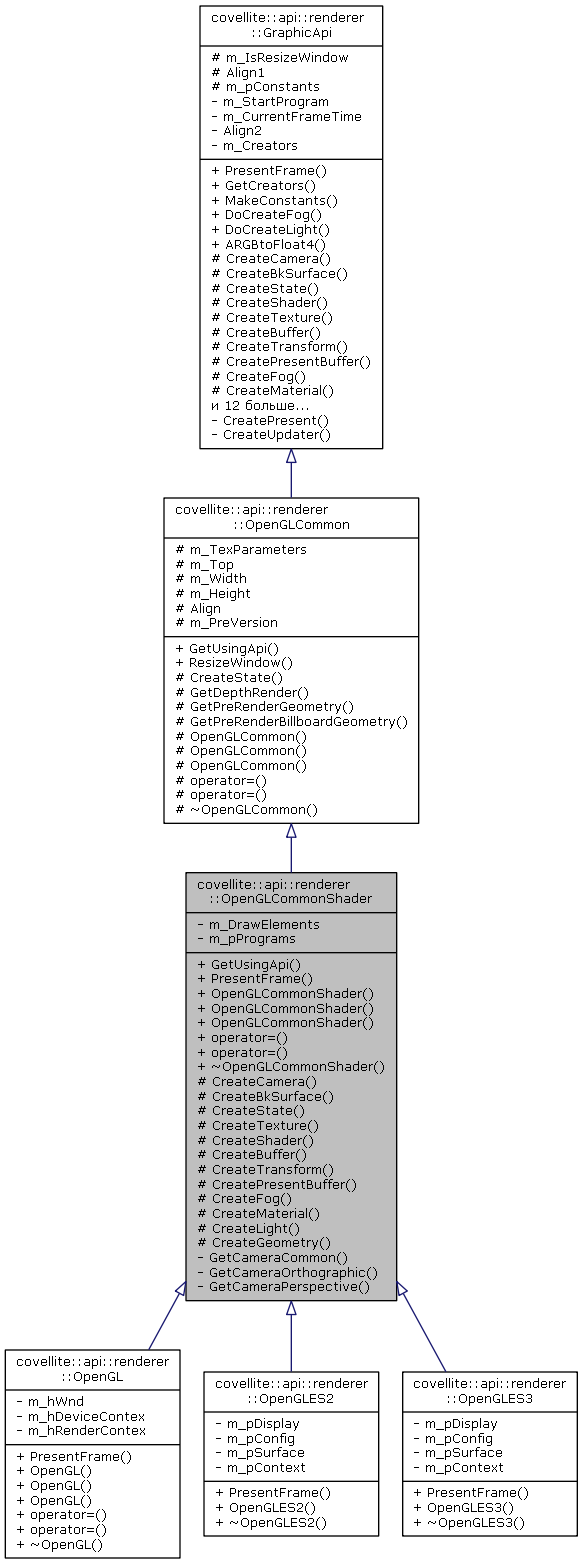 covellite::api::renderer
::GraphicApi
# m_IsResizeWindow
# Align1
# m_pConstants
- m_StartProgram
- m_CurrentFrameTime
- Align2
- m_Creators
+ PresentFrame()
+ GetCreators()
+ MakeConstants()
+ DoCreateFog()
+ DoCreateLight()
+ ARGBtoFloat4()
# CreateCamera()
# CreateBkSurface()
# CreateState()
# CreateShader()
# CreateTexture()
# CreateBuffer()
# CreateTransform()
# CreatePresentBuffer()
# CreateFog()
# CreateMaterial()
и 12 больше...
- CreatePresent()
- CreateUpdater()
covellite::api::renderer
::OpenGLCommon
# m_TexParameters
# m_Top
# m_Width
# m_Height
# Align
# m_PreVersion
+ GetUsingApi()
+ ResizeWindow()
# CreateState()
# GetDepthRender()
# GetPreRenderGeometry()
# GetPreRenderBillboardGeometry()
# OpenGLCommon()
# OpenGLCommon()
# OpenGLCommon()
# operator=()
# operator=()
# ~OpenGLCommon()
covellite::api::renderer
::OpenGLCommonShader
- m_DrawElements
- m_pPrograms
+ GetUsingApi()
+ PresentFrame()
+ OpenGLCommonShader()
+ OpenGLCommonShader()
+ OpenGLCommonShader()
+ operator=()
+ operator=()
+ ~OpenGLCommonShader()
# CreateCamera()
# CreateBkSurface()
# CreateState()
# CreateTexture()
# CreateShader()
# CreateBuffer()
# CreateTransform()
# CreatePresentBuffer()
# CreateFog()
# CreateMaterial()
# CreateLight()
# CreateGeometry()
- GetCameraCommon()
- GetCameraOrthographic()
- GetCameraPerspective()
covellite::api::renderer
::OpenGL
- m_hWnd
- m_hDeviceContex
- m_hRenderContex
+ PresentFrame()
+ OpenGL()
+ OpenGL()
+ OpenGL()
+ operator=()
+ operator=()
+ ~OpenGL()
covellite::api::renderer
::OpenGLES2
- m_pDisplay
- m_pConfig
- m_pSurface
- m_pContext
+ PresentFrame()
+ OpenGLES2()
+ ~OpenGLES2()
covellite::api::renderer
::OpenGLES3
- m_pDisplay
- m_pConfig
- m_pSurface
- m_pContext
+ PresentFrame()
+ OpenGLES3()
+ ~OpenGLES3()